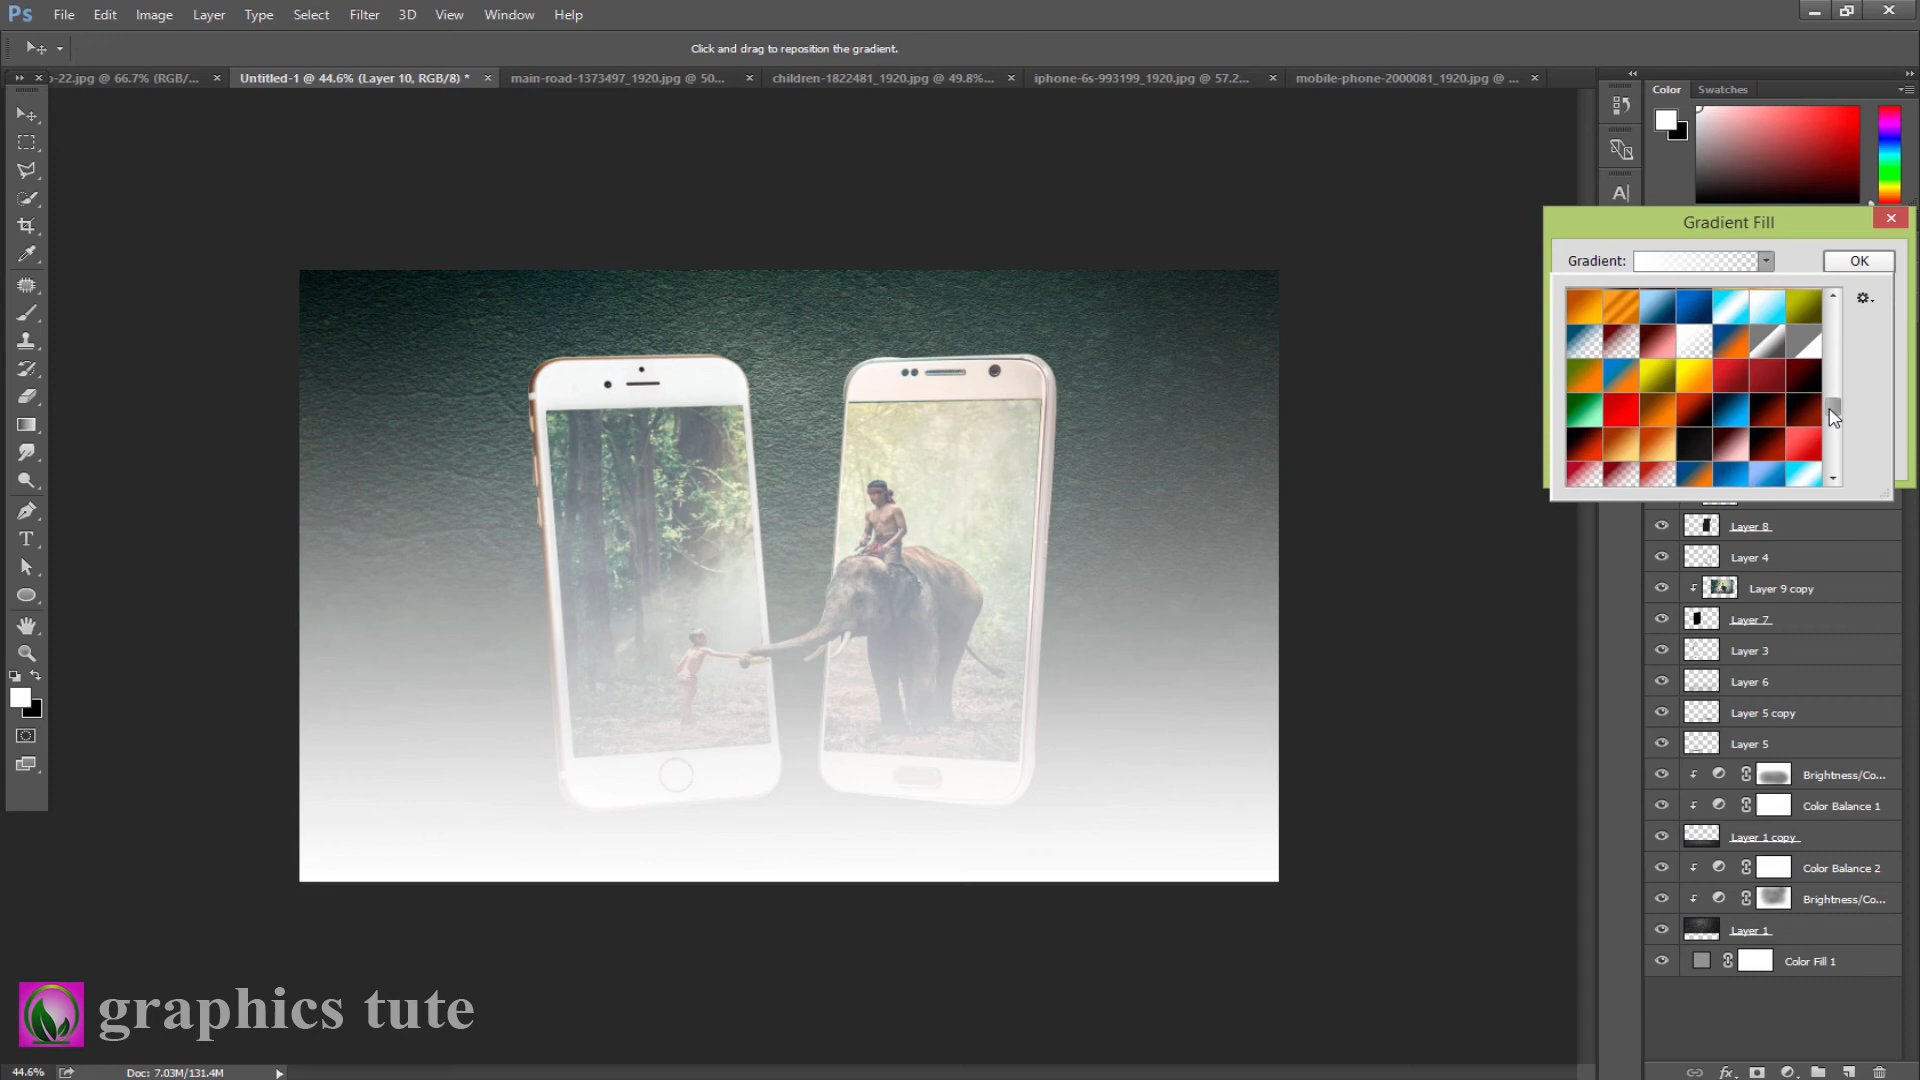 Ps File Edit Image Layer Type Select Filter 3D View Window Help
Click and drag to reposition the gradient.
p-22.jpg @ 66.7% (RGB/... × Untitled-1 @ 44.6% (Layer 10, RGB/8) * × main-road-1373497_1920.jpg @ 50... × children-1822481_1920.jpg @ 49.8%... × iphone-6s-993199_1920.jpg @ 57.2... × mobile-phone-2000081_1920.jpg @ ... ×
Color Swatches
A
Gradient Fill
Gradient: OK
Layer 8
Layer 4
Layer 9 copy
Layer 7
Layer 3
Layer 6
Layer 5 copy
Layer 5
Brightness/Co...
Color Balance 1
Layer 1 copy
Color Balance 2
Brightness/Co...
Layer 1
Color Fill 1
T
graphics tute
44.6% Doc: 7.03M/131.4M
fx